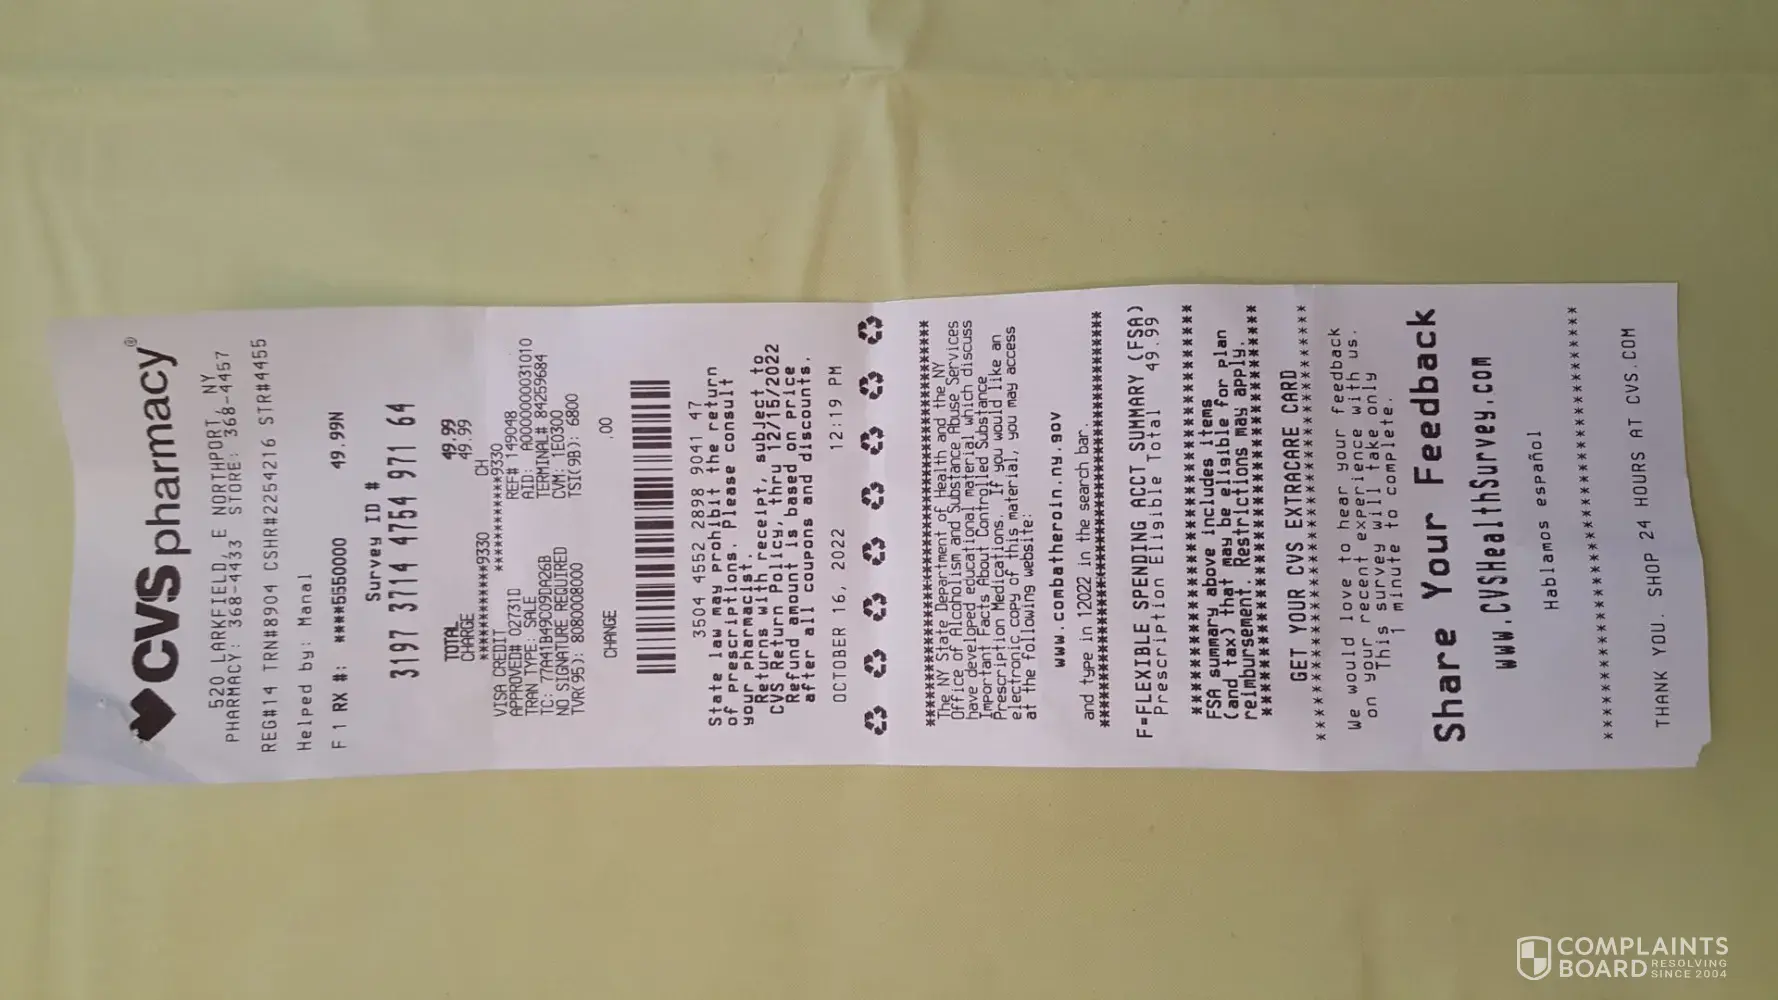 CVS pharmacy®
520 LARKFIELD, E NORTHPORT, NY
PHARMACY: 368-4433 STORE: 368-4457
REG#14 TRN#8904 CSHR#2254216 STR#4455
Helped by: Manal
F 1 RX #: ****5550000 49.99N
Survey ID #
3197 3714 4754 971 64
TOTAL 49.99
CHARGE 49.99
***********9330 CH
VISA CREDIT ***********9330
APPROVED# 02731D REF# 149048
TRAN TYPE: SALE AID: A0000000031010
TC: 77A41B49C09DA26B TERMINAL# 84259684
NO SIGNATURE REQUIRED CVM: 1E0300
TVR(95): 8080008000 TSI(9B): 6800
CHANGE .00
3504 4552 2898 9041 47
State law may prohibit the return
of prescriptions. Please consult
your pharmacist.
Returns with receipt, subject to
CVS Return Policy, thru 12/15/2022
Refund amount is based on price
after all coupons and discounts.
OCTOBER 16, 2022 12:19 PM
The NY State Department of Health and the NY
Office of Alcoholism and Substance Abuse Services
have developed educational material which discuss
Important Facts About Controlled Substance
Prescription Medications. If you would like an
electronic copy of this material, you may access
at the following website:
www.combatheroin.ny.gov
and type in 12022 in the search bar.
F=FLEXIBLE SPENDING ACCT SUMMARY (FSA)
Prescription Eligible Total 49.99
FSA summary above includes items
(and tax) that may be eligible for plan
reimbursement. Restrictions may apply.
GET YOUR CVS EXTRACARE CARD
We would love to hear your feedback
on your recent experience with us.
This survey will take only
1 minute to complete.
Share Your Feedback
www.CVSHealthSurvey.com
Hablamos español
THANK YOU. SHOP 24 HOURS AT CVS.COM
COMPLAINTS
BOARD RESOLVING
SINCE 2004